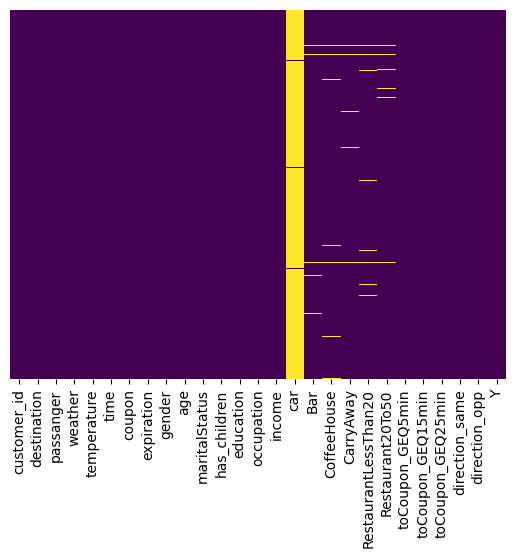 customer_id
destination
passanger
weather
temperature
time
coupon
expiration
gender
age
maritalStatus
has_children
education
occupation
income
car
Bar
CoffeeHouse
CarryAway
RestaurantLessThan20
Restaurant20To50
toCoupon_GEQ5min
toCoupon_GEQ15min
toCoupon_GEQ25min
direction_same
direction_opp
Y